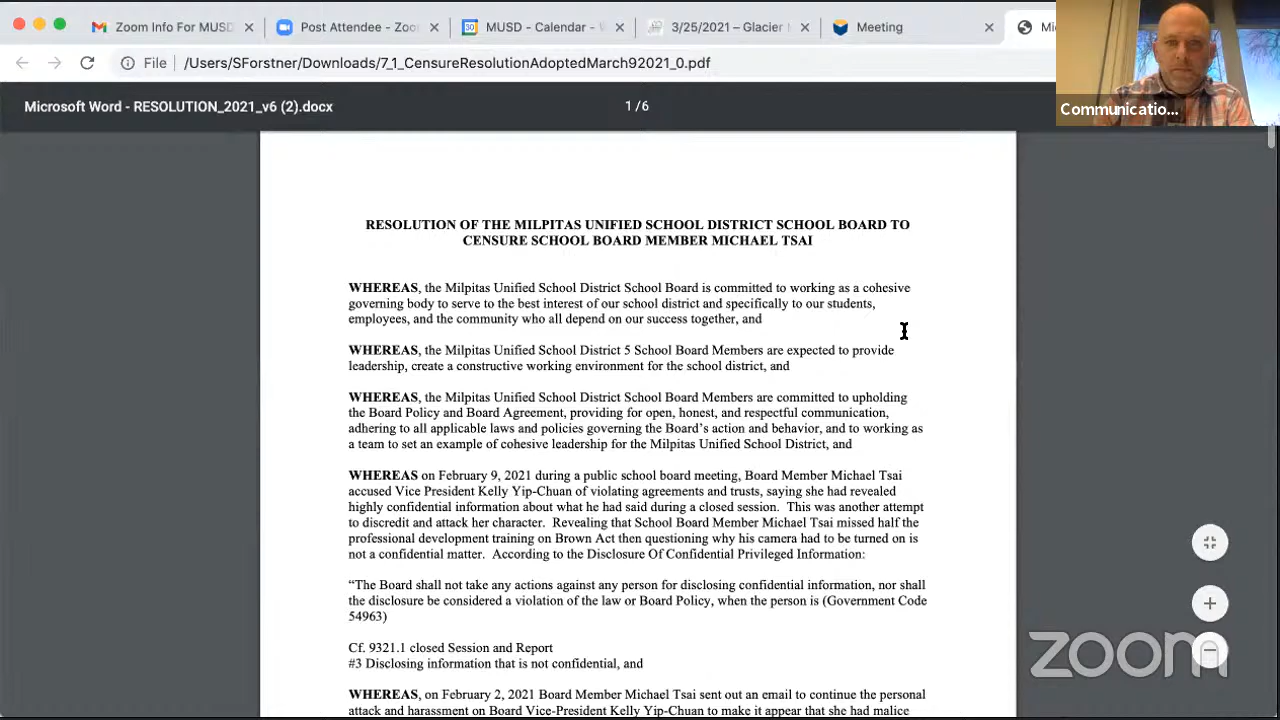 Zoom Info For MUSD
Post Attendee - Zoo
MUSD - Calendar -
3/25/2021 – Glacier
Meeting
File
/Users/SForstner/Downloads/7_1_CensureResolutionAdoptedMarch92021_0.pdf
Communicatio...
Microsoft Word - RESOLUTION_2021_v6 (2).docx
1 / 6
RESOLUTION OF THE MILPITAS UNIFIED SCHOOL DISTRICT SCHOOL BOARD TO
CENSURE SCHOOL BOARD MEMBER MICHAEL TSAI
WHEREAS, the Milpitas Unified School District School Board is committed to working as a cohesive
governing body to serve to the best interest of our school district and specifically to our students,
employees, and the community who all depend on our success together, and
WHEREAS, the Milpitas Unified School District 5 School Board Members are expected to provide
leadership, create a constructive working environment for the school district, and
WHEREAS, the Milpitas Unified School District School Board Members are committed to upholding
the Board Policy and Board Agreement, providing for open, honest, and respectful communication,
adhering to all applicable laws and policies governing the Board's action and behavior, and to working as
a team to set an example of cohesive leadership for the Milpitas Unified School District, and
WHEREAS on February 9, 2021 during a public school board meeting, Board Member Michael Tsai
accused Vice President Kelly Yip-Chuan of violating agreements and trusts, saying she had revealed
highly confidential information about what he had said during a closed session.  This was another attempt
to discredit and attack her character.  Revealing that School Board Member Michael Tsai missed half the
professional development training on Brown Act then questioning why his camera had to be turned on is
not a confidential matter.  According to the Disclosure Of Confidential Privileged Information:
“The Board shall not take any actions against any person for disclosing confidential information, nor shall
the disclosure be considered a violation of the law or Board Policy, when the person is (Government Code
54963)
Cf. 9321.1 closed Session and Report
#3 Disclosing information that is not confidential, and
WHEREAS, on February 2, 2021 Board Member Michael Tsai sent out an email to continue the personal
attack and harassment on Board Vice-President Kelly Yip-Chuan to make it appear that she had malice
zoom